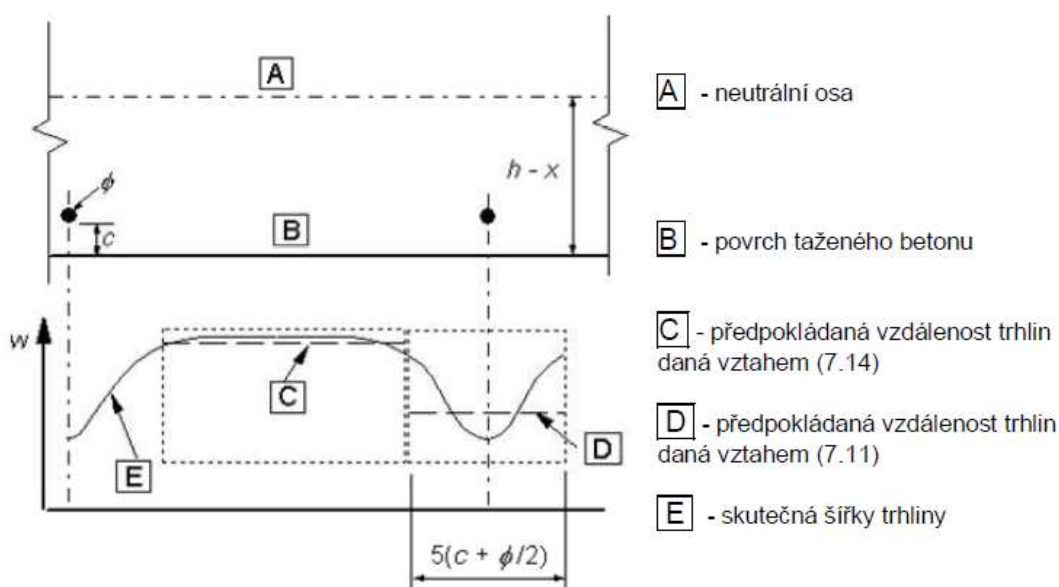 A
A - neutrální osa
h - x
ϕ
c
B
B - povrch taženého betonu
w
C - předpokládaná vzdálenost trhlin
daná vztahem (7.14)
C
D - předpokládaná vzdálenost trhlin
daná vztahem (7.11)
D
E
E - skutečná šířky trhliny
5(c + ϕ/2)